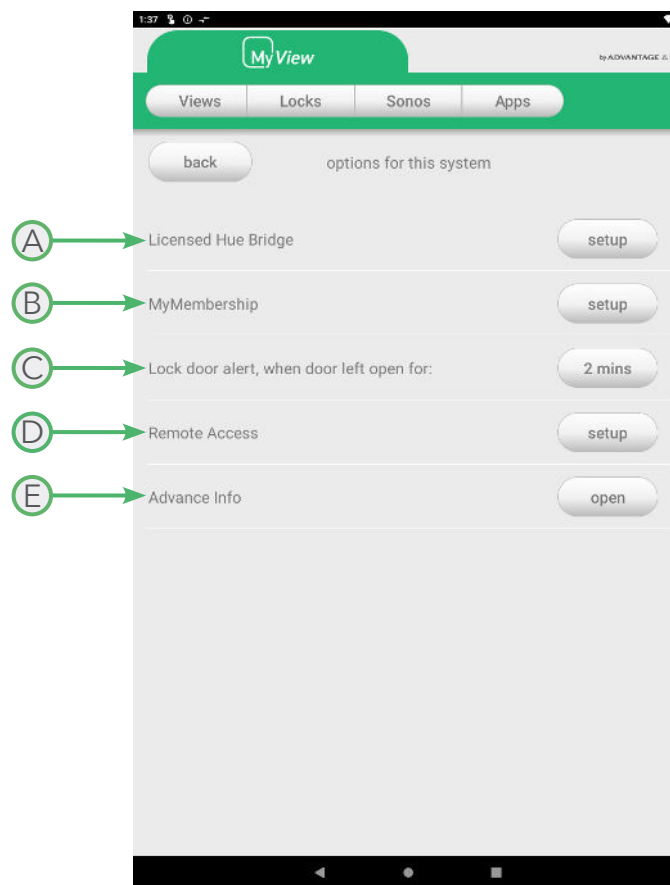 1:37
MyView
by ADVANTAGE
Views Locks Sonos Apps
back options for this system
A Licensed Hue Bridge setup
B MyMembership setup
C Lock door alert, when door left open for: 2 mins
D Remote Access setup
E Advance Info open